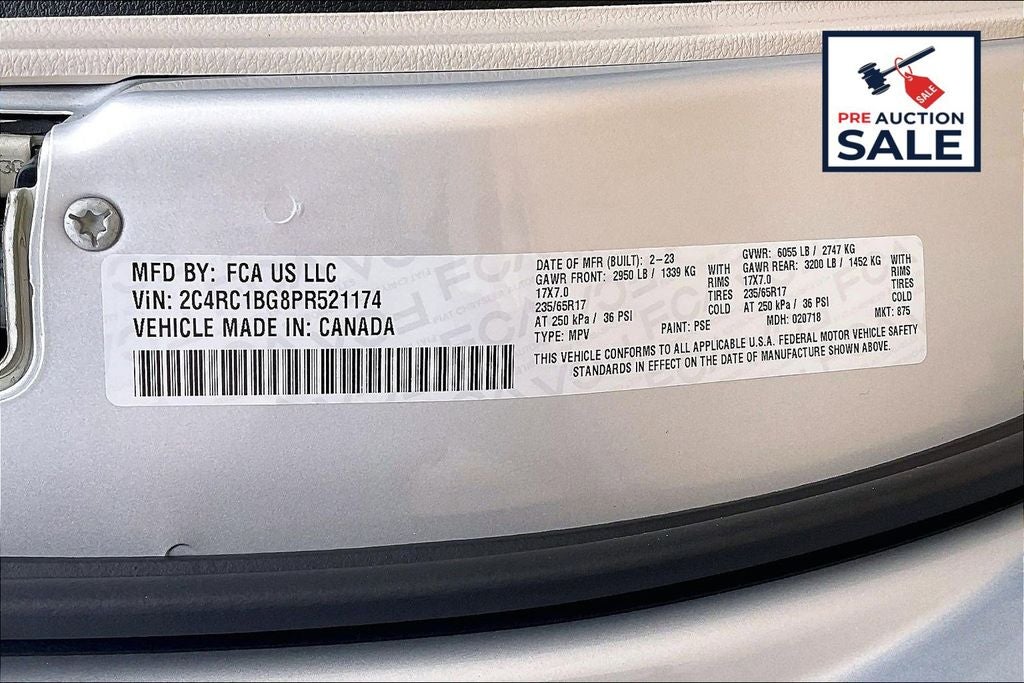 PRE AUCTION
SALE
SALE
MFD BY: FCA US LLC
ViN: 2C4RC1BG8PR521174
VEHICLE MADE IN: CANADA
DATE OF MFR (BUILT): 2-23
GAWR FRONT: 2950 LB / 1339 KG WITH
17X7.0 RIMS
235/65R17 TIRES
AT 250 kPa / 36 PSI COLD
TYPE: MPV
PAINT: PSE
GVWR: 6055 LB / 2747 KG
GAWR REAR: 3200 LB / 1452 KG WITH
17X7.0 RIMS
235/65R17 TIRES
AT 250 kPa / 36 PSI COLD
MDH: 020718
MKT: 875
THIS VEHICLE CONFORMS TO ALL APPLICABLE U.S.A. FEDERAL MOTOR VEHICLE SAFETY
STANDARDS IN EFFECT ON THE DATE OF MANUFACTURE SHOWN ABOVE.